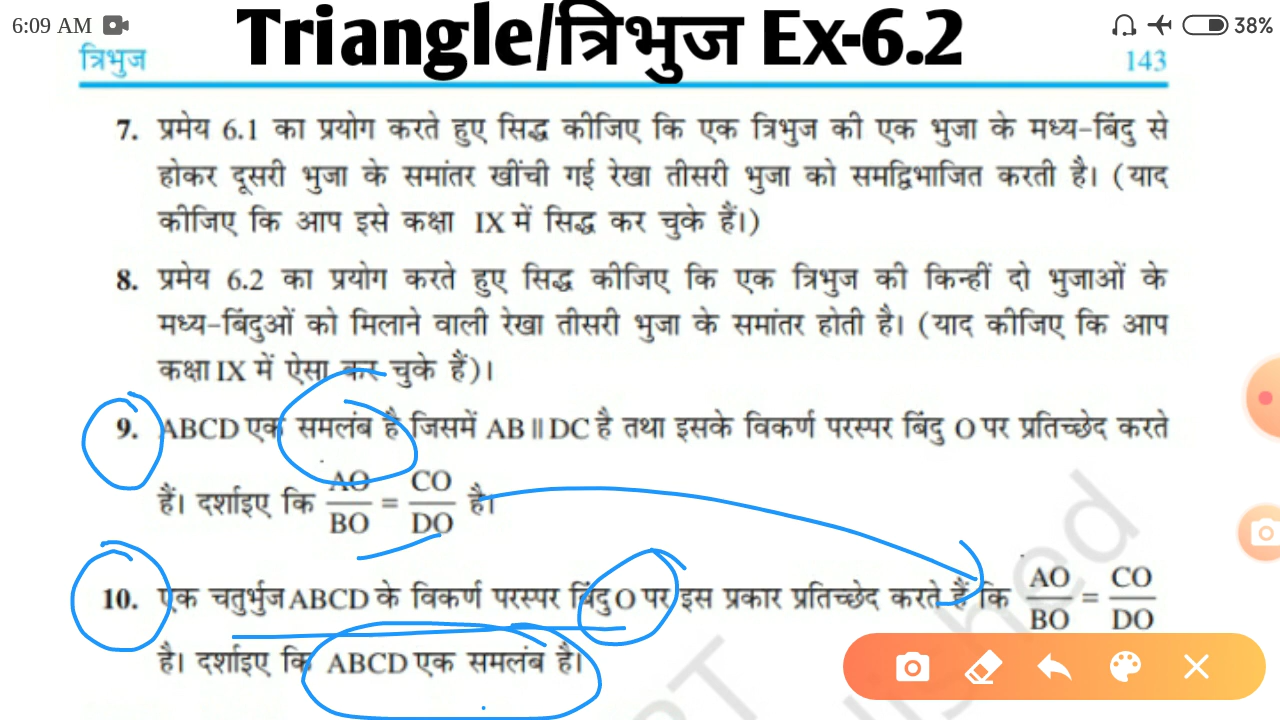 6:09 AM
Triangle/त्रिभुज Ex-6.2
38%
त्रिभुज
143
7. प्रमेय 6.1 का प्रयोग करते हुए सिद्ध कीजिए कि एक त्रिभुज की एक भुजा के मध्य-बिंदु से
होकर दूसरी भुजा के समांतर खींची गई रेखा तीसरी भुजा को समद्विभाजित करती है। (याद
कीजिए कि आप इसे कक्षा IX में सिद्ध कर चुके हैं।)
8. प्रमेय 6.2 का प्रयोग करते हुए सिद्ध कीजिए कि एक त्रिभुज की किन्हीं दो भुजाओं के
मध्य-बिंदुओं को मिलाने वाली रेखा तीसरी भुजा के समांतर होती है। (याद कीजिए कि आप
कक्षा IX में ऐसा कर चुके हैं)।
9. ABCD एक समलंब है जिसमें AB || DC है तथा इसके विकर्ण परस्पर बिंदु O पर प्रतिच्छेद करते
हैं। दर्शाइए कि AO/BO = CO/DO है।
10. एक चतुर्भुज ABCD के विकर्ण परस्पर बिंदु O पर इस प्रकार प्रतिच्छेद करते हैं कि AO/BO = CO/DO
है। दर्शाइए कि ABCD एक समलंब है।